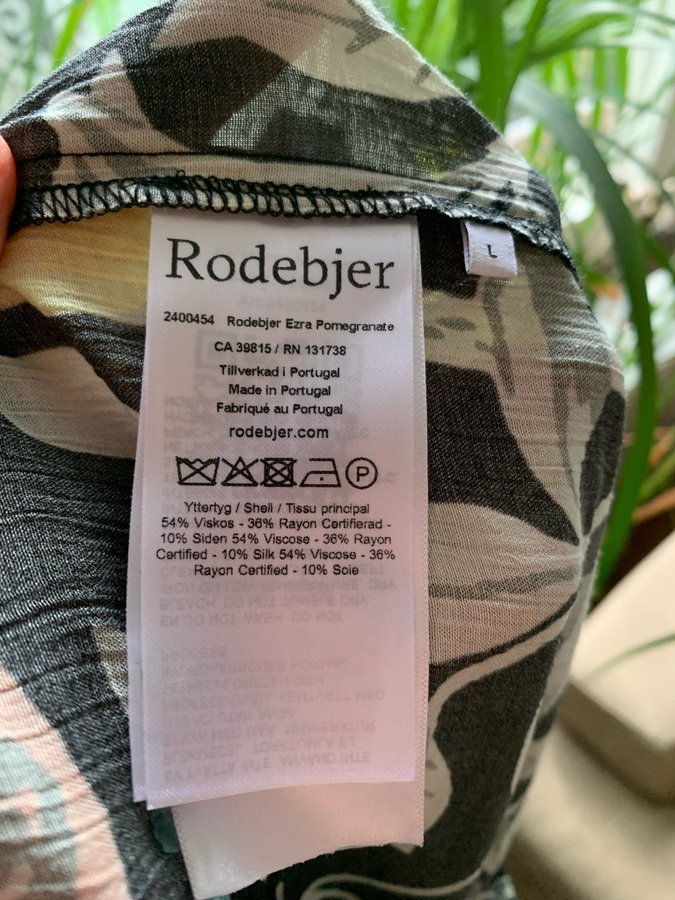 Rodebjer
L
2400454 Rodebjer Ezra Pomegranate
CA 39815 / RN 131738
Tillverkad i Portugal
Made in Portugal
Fabriqué au Portugal
rodebjer.com
P
Yttertyg / Shell / Tissu principal
54% Viskos - 36% Rayon Certifierad -
10% Siden 54% Viscose - 36% Rayon
Certified - 10% Silk 54% Viscose - 36%
Rayon Certified - 10% Soie